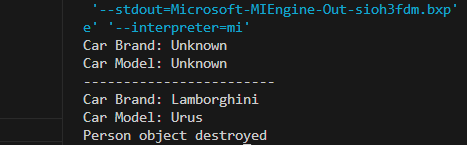 '--stdout=Microsoft-MIEngine-Out-sioh3fdm.bxp'
e' '--interpreter=mi'
Car Brand: Unknown
Car Model: Unknown
------------------------
Car Brand: Lamborghini
Car Model: Urus
Person object destroyed